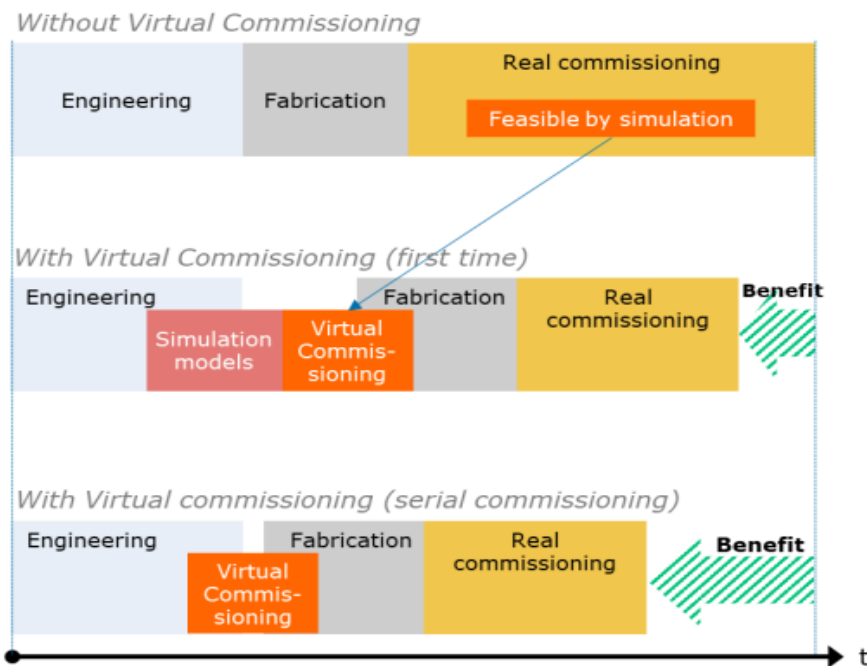 Without Virtual Commissioning
Engineering
Fabrication
Real commissioning
Feasible by simulation
With Virtual Commissioning (first time)
Engineering
Simulation
models
Virtual
Commis-
sioning
Fabrication
Real
commissioning
Benefit
With Virtual commissioning (serial commissioning)
Engineering
Virtual
Commis-
sioning
Fabrication
Real
commissioning
Benefit
t